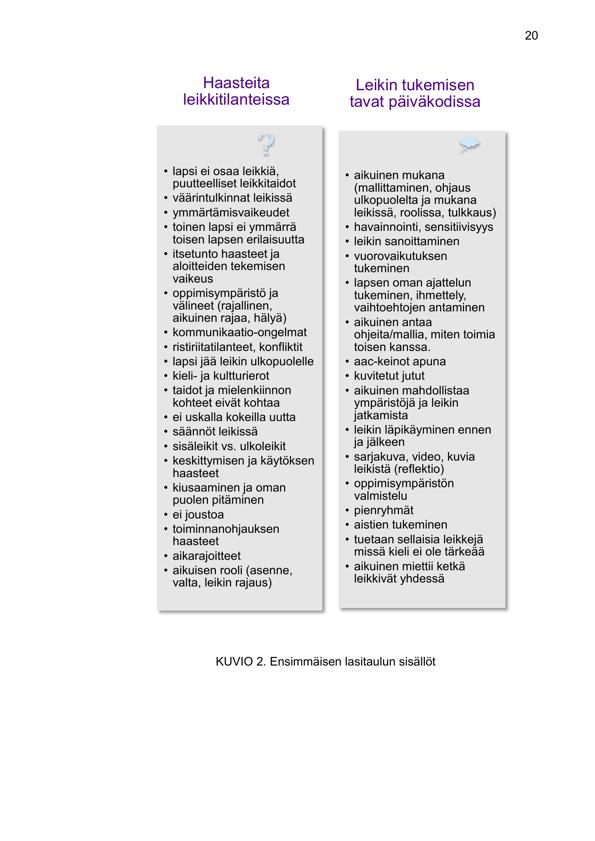 20
Haasteita
leikkitilanteissa
?
• lapsi ei osaa leikkiä,
puutteelliset leikkitaidot
• väärintulkinnat leikissä
• ymmärtämisvaikeudet
• toinen lapsi ei ymmärrä
toisen lapsen erilaisuutta
• itsetunto haasteet ja
aloitteiden tekemisen
vaikeus
• oppimisympäristö ja
välineet (rajallinen,
aikuinen rajaa, hälyä)
• kommunikaatio-ongelmat
• ristiriitatilanteet, konfliktit
• lapsi jää leikin ulkopuolelle
• kieli- ja kultturierot
• taidot ja mielenkiinnon
kohteet eivät kohtaa
• ei uskalla kokeilla uutta
• säännöt leikissä
• sisäleikit vs. ulkoleikit
• keskittymisen ja käytöksen
haasteet
• kiusaaminen ja oman
puolen pitäminen
• ei joustoa
• toiminnanohjauksen
haasteet
• aikarajoitteet
• aikuisen rooli (asenne,
valta, leikin rajaus)
Leikin tukemisen
tavat päiväkodissa
• aikuinen mukana
(mallittaminen, ohjaus
ulkopuolelta ja mukana
leikissä, roolissa, tulkkaus)
• havainnointi, sensitiivisyys
• leikin sanoittaminen
• vuorovaikutuksen
tukeminen
• lapsen oman ajattelun
tukeminen, ihmettely,
vaihtoehtojen antaminen
• aikuinen antaa
ohjeita/mallia, miten toimia
toisen kanssa.
• aac-keinot apuna
• kuvitetut jutut
• aikuinen mahdollistaa
ympäristöjä ja leikin
jatkamista
• leikin läpikäyminen ennen
ja jälkeen
• sarjakuva, video, kuvia
leikistä (reflektio)
• oppimisympäristön
valmistelu
• pienryhmät
• aistien tukeminen
• tuetaan sellaisia leikkejä
missä kieli ei ole tärkeää
• aikuinen miettii ketkä
leikkivät yhdessä
KUVIO 2. Ensimmäisen lasitaulun sisällöt